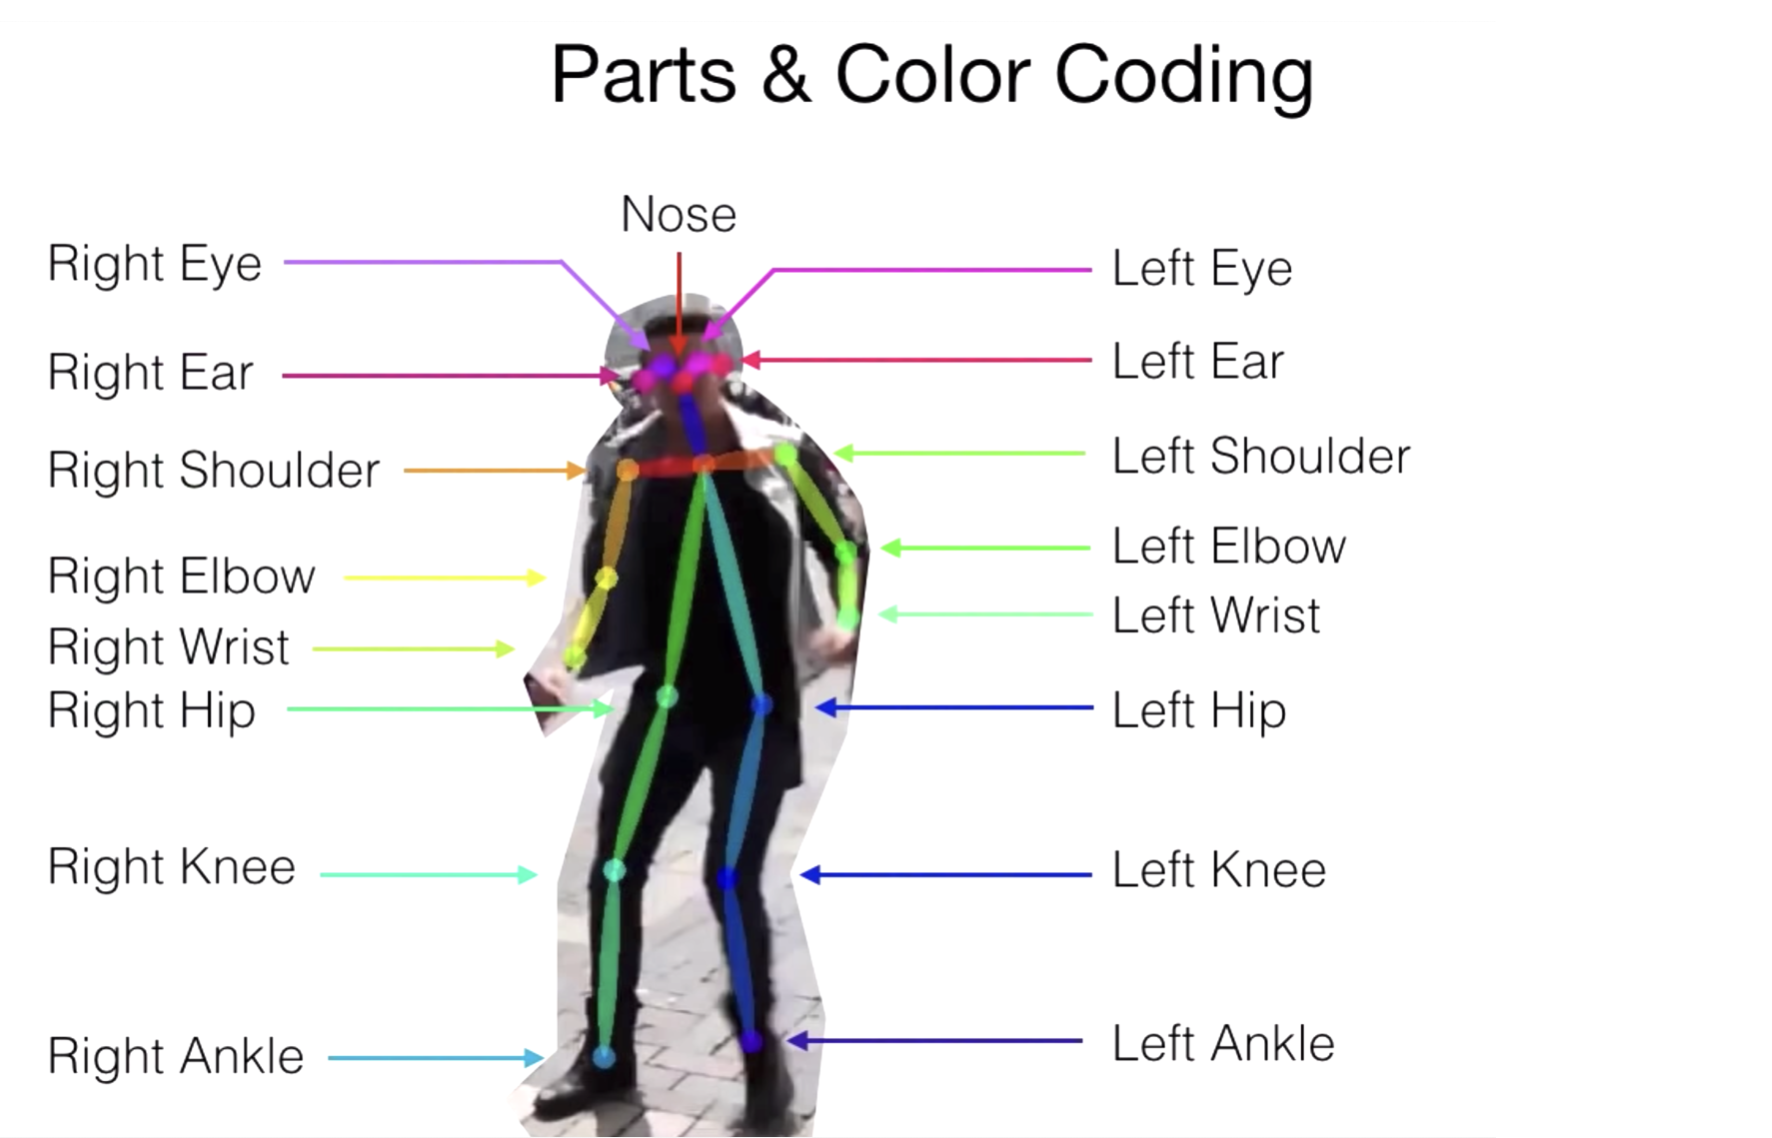 Parts & Color Coding
Nose
Right Eye
Left Eye
Right Ear
Left Ear
Right Shoulder
Left Shoulder
Right Elbow
Left Elbow
Right Wrist
Left Wrist
Right Hip
Left Hip
Right Knee
Left Knee
Right Ankle
Left Ankle